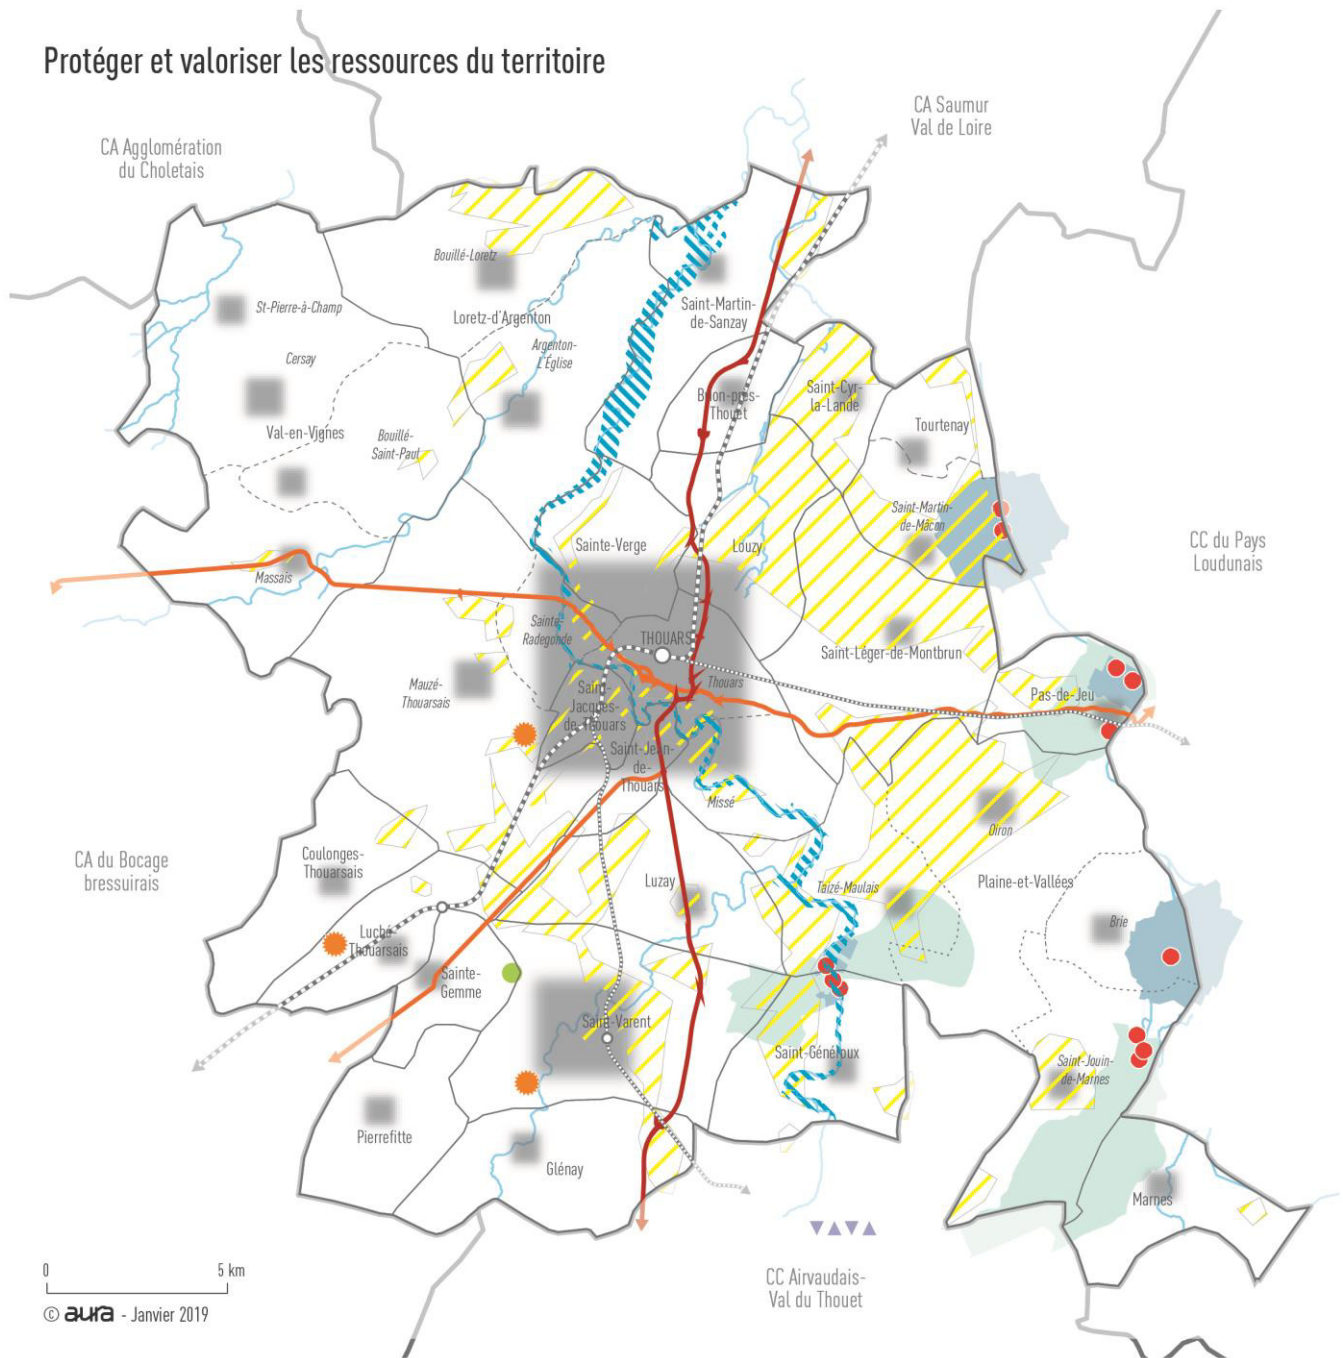 Protéger et valoriser les ressources du territoire
CA Saumur
Val de Loire
CA Agglomération
du Choletais
Bouillé-Loretz
St-Pierre-à-Champ
Loretz-d'Argenton
Saint-Martin-
de-Sanzay
Cersay
Argenton-
L'Église
Brion-près-
Thouet
Saint-Cyr-
la-Lande
Val-en-Vignes
Bouillé-
Saint-Paul
Tourtenay
Saint-Martin-
de-Mâcon
Sainte-Verge
Louzy
CC du Pays
Loudunais
Massais
Sainte-
Radegonde
THOUARS
Saint-Léger-de-Montbrun
Mauzé-
Thouarsais
Saint-
Jacques-
de-Thouars
Thouars
Pas-de-Jeu
Saint-Jean-
de-
Thouars
Missé
Oiron
CA du Bocage
bressuirais
Coulonges-
Thouarsais
Luzay
Taizé-Maulais
Plaine-et-Vallées
Brie
Luché-
Thouarsais
Sainte-
Gemme
Saint-Varent
Saint-Généroux
Saint-Jouin-
de-Marnes
Pierrefitte
Glénay
Marnes
CC Airvaudais-
Val du Thouet
0 5 km
© aura - Janvier 2019